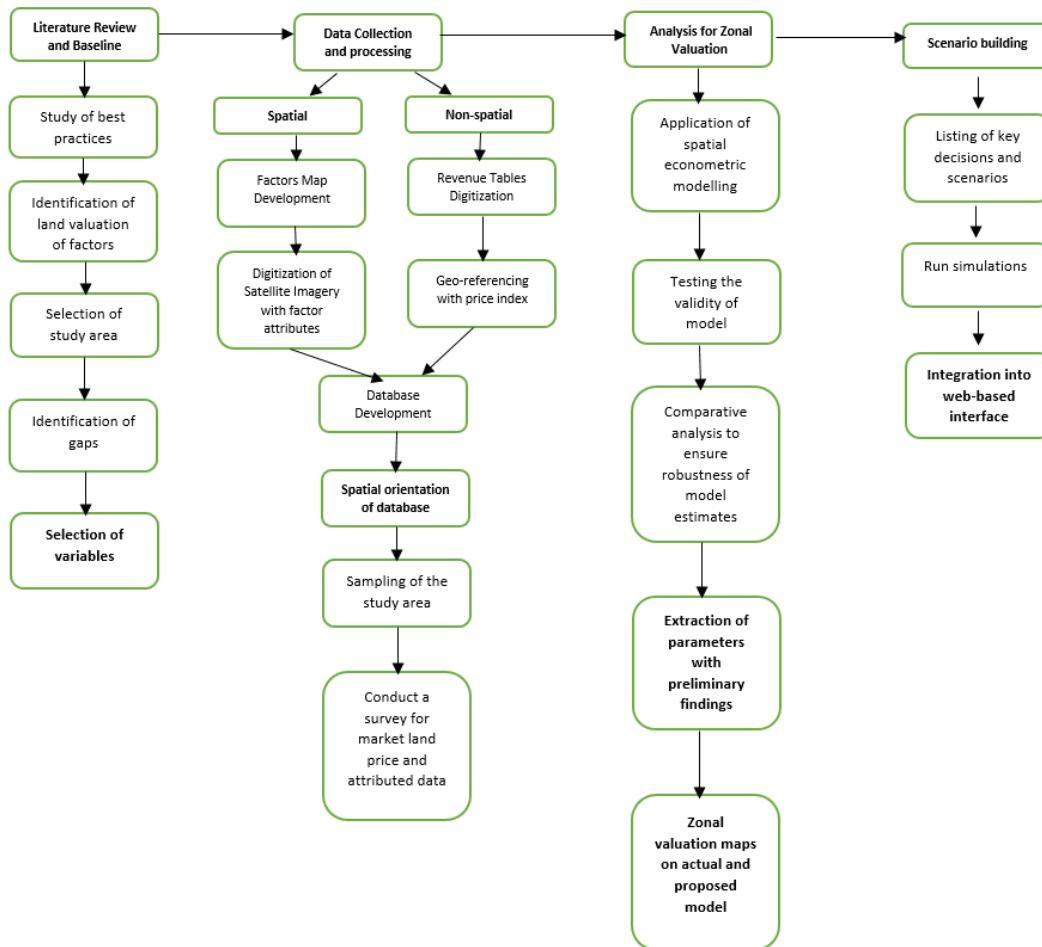 Literature Review
and Baseline
Study of best
practices
Identification of
land valuation
of factors
Selection of
study area
Identification of
gaps
Selection of
variables
Data Collection
and processing
Spatial
Non-spatial
Factors Map
Development
Revenue Tables
Digitization
Digitization of
Satellite Imagery
with factor
attributes
Geo-referencing
with price index
Database
Development
Spatial orientation
of database
Sampling of the
study area
Conduct a
survey for
market land
price and
attributed data
Analysis for Zonal
Valuation
Application of
spatial
econometric
modelling
Testing the
validity of
model
Comparative
analysis to
ensure
robustness of
model
estimates
Extraction of
parameters
with
preliminary
findings
Zonal
valuation maps
on actual and
proposed
model
Scenario building
Listing of key
decisions and
scenarios
Run simulations
Integration into
web-based
interface